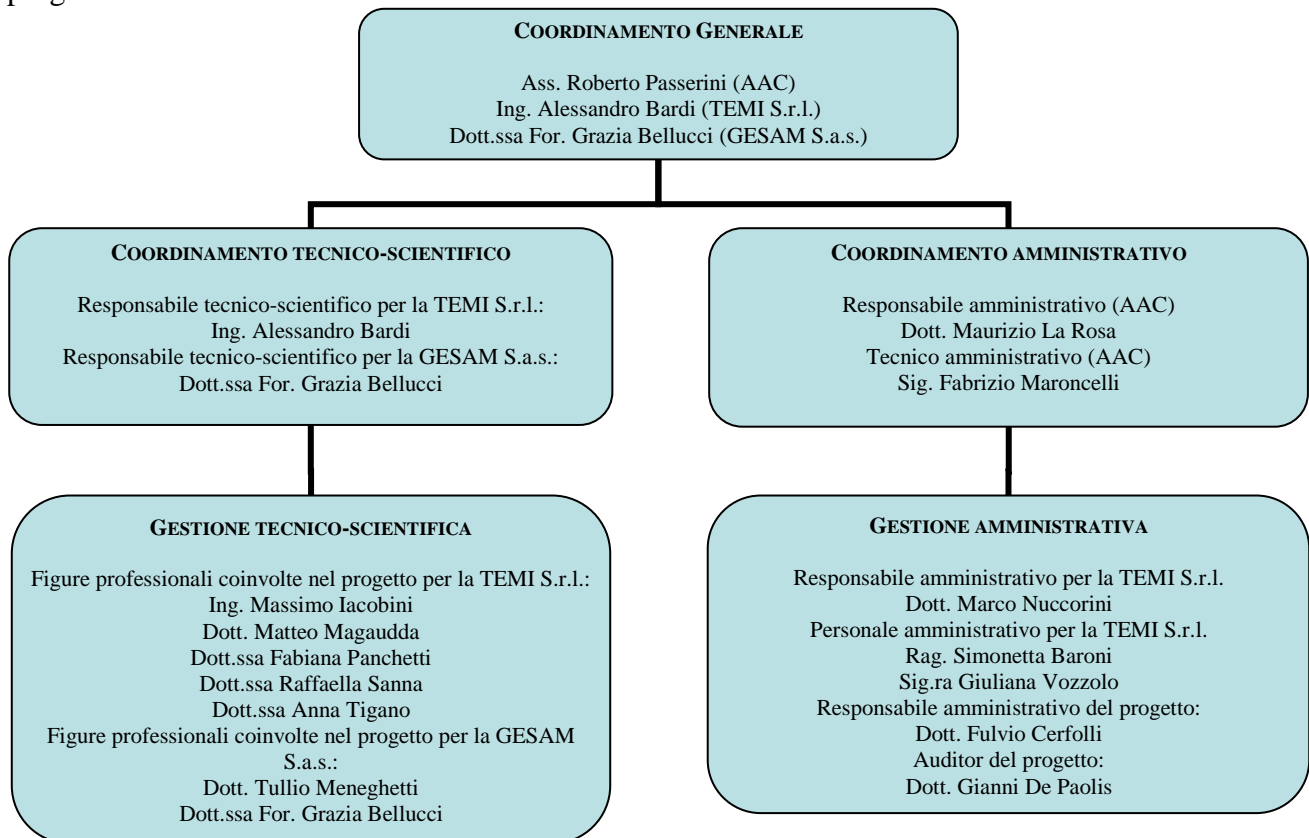 COORDINAMENTO GENERALE
Ass. Roberto Passerini (AAC)
Ing. Alessandro Bardi (TEMI S.r.l.)
Dott.ssa For. Grazia Bellucci (GESAM S.a.s.)
COORDINAMENTO TECNICO-SCIENTIFICO
Responsabile tecnico-scientifico per la TEMI S.r.l.:
Ing. Alessandro Bardi
Responsabile tecnico-scientifico per la GESAM S.a.s.:
Dott.ssa For. Grazia Bellucci
COORDINAMENTO AMMINISTRATIVO
Responsabile amministrativo (AAC)
Dott. Maurizio La Rosa
Tecnico amministrativo (AAC)
Sig. Fabrizio Maroncelli
GESTIONE TECNICO-SCIENTIFICA
Figure professionali coinvolte nel progetto per la TEMI S.r.l.:
Ing. Massimo Iacobini
Dott. Matteo Magaudda
Dott.ssa Fabiana Panchetti
Dott.ssa Raffaella Sanna
Dott.ssa Anna Tigano
Figure professionali coinvolte nel progetto per la GESAM
S.a.s.:
Dott. Tullio Meneghetti
Dott.ssa For. Grazia Bellucci
GESTIONE AMMINISTRATIVA
Responsabile amministrativo per la TEMI S.r.l.
Dott. Marco Nuccorini
Personale amministrativo per la TEMI S.r.l.
Rag. Simonetta Baroni
Sig.ra Giuliana Vozzolo
Responsabile amministrativo del progetto:
Dott. Fulvio Cerfolli
Auditor del progetto:
Dott. Gianni De Paolis